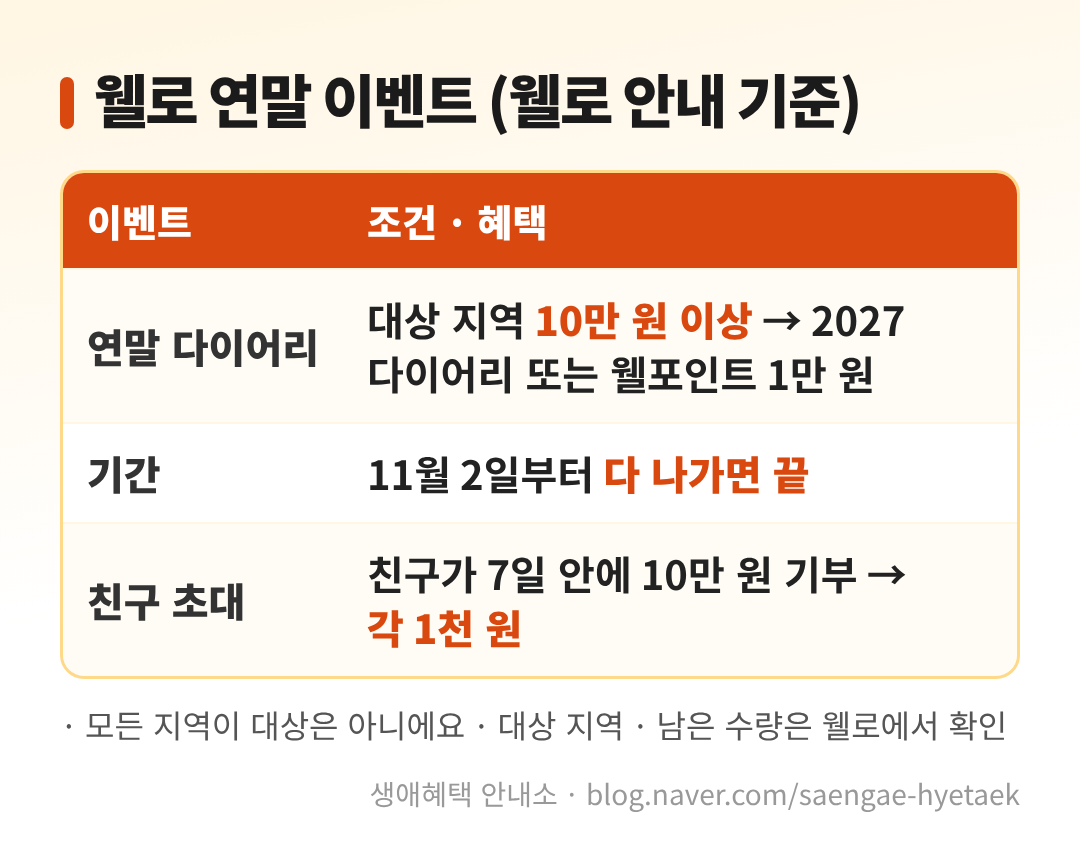 웰로 연말 이벤트 (웰로 안내 기준)
이벤트
조건 · 혜택
연말 다이어리
대상 지역 10만 원 이상 → 2027
다이어리 또는 웰포인트 1만 원
기간
11월 2일부터 다 나가면 끝
친구 초대
친구가 7일 안에 10만 원 기부 →
각 1천 원
· 모든 지역이 대상은 아니에요 · 대상 지역 · 남은 수량은 웰로에서 확인
생애혜택 안내소 · blog.naver.com/saengae-hyetaek